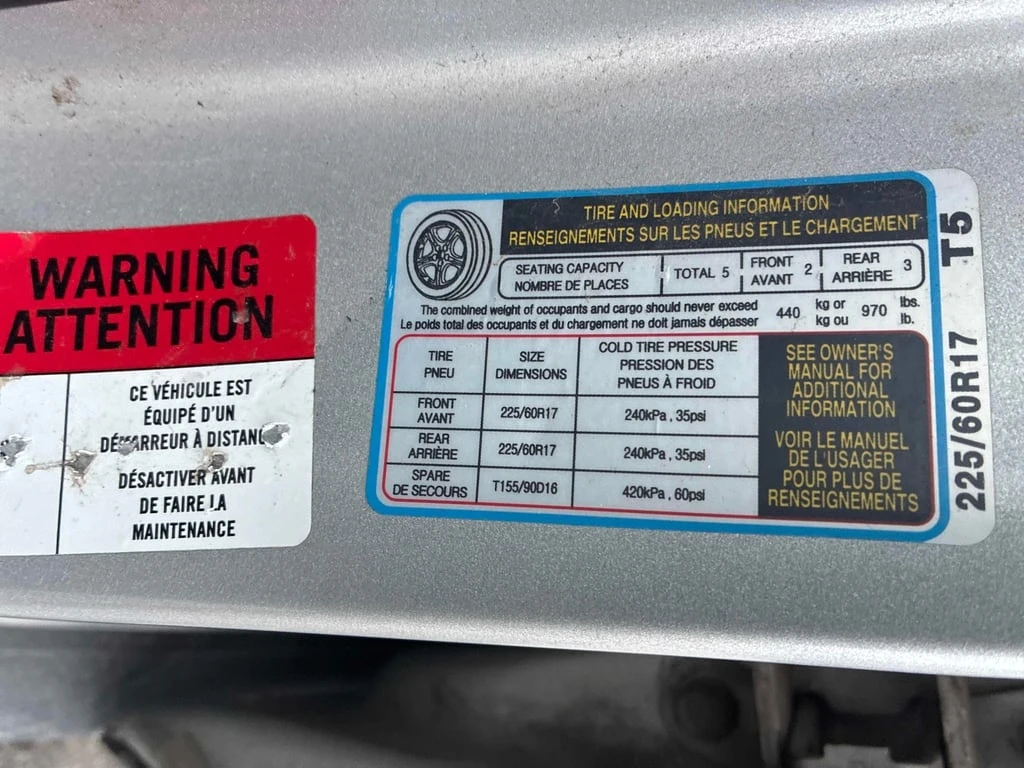 WARNING
ATTENTION
CE VÉHICULE EST
ÉQUIPÉ D'UN
DÉMARREUR À DISTANCE
DÉSACTIVER AVANT
DE FAIRE LA
MAINTENANCE
TIRE AND LOADING INFORMATION
RENSEIGNEMENTS SUR LES PNEUS ET LE CHARGEMENT
SEATING CAPACITY
NOMBRE DE PLACES
TOTAL 5
FRONT
AVANT 2
REAR
ARRIÈRE 3
The combined weight of occupants and cargo should never exceed 440 kg or 970 lbs.
Le poids total des occupants et du chargement ne doit jamais dépasser kg ou lb.
TIRE
PNEU
SIZE
DIMENSIONS
COLD TIRE PRESSURE
PRESSION DES
PNEUS À FROID
FRONT
AVANT
225/60R17
240kPa, 35psi
REAR
ARRIÈRE
225/60R17
240kPa, 35psi
SPARE
DE SECOURS
T155/90D16
420kPa, 60psi
SEE OWNER'S
MANUAL FOR
ADDITIONAL
INFORMATION
VOIR LE MANUEL
DE L'USAGER
POUR PLUS DE
RENSEIGNEMENTS
225/60R17 T5